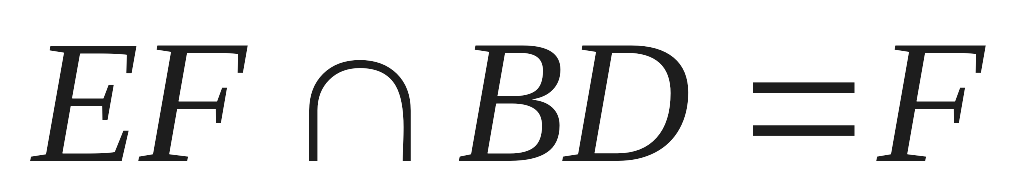 EF ∩ BD = F